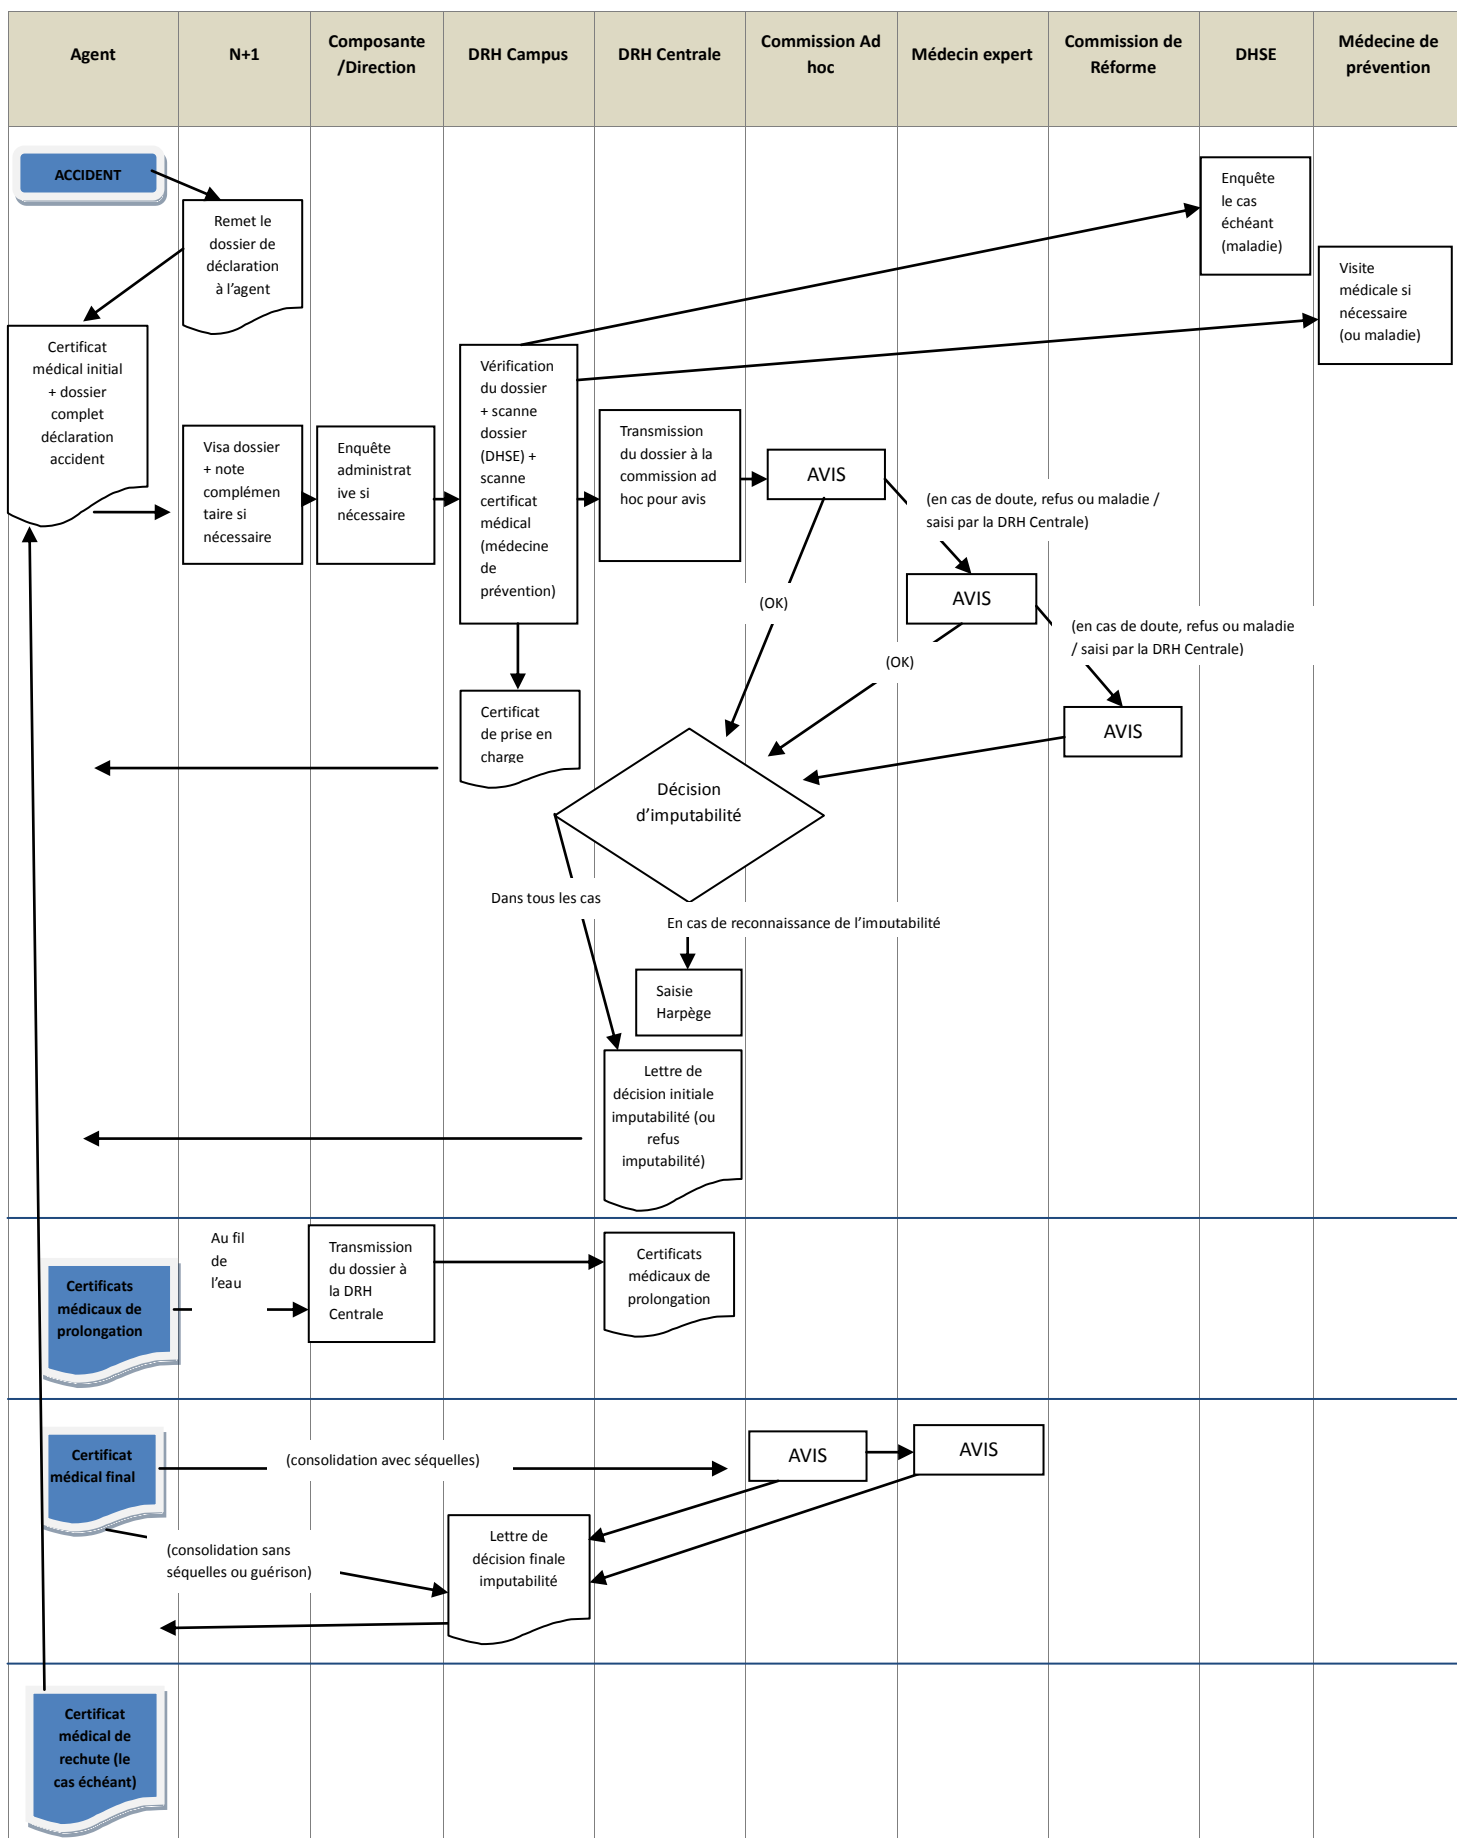 Agent
N+1
Composante
/Direction
DRH Campus
DRH Centrale
Commission Ad
hoc
Médecin expert
Commission de
Réforme
DHSE
Médecine de
prévention
ACCIDENT
Remet le
dossier de
déclaration
à l’agent
Enquête
le cas
échéant
(maladie)
Visite
médicale si
nécessaire
(ou maladie)
Certificat
médical initial
+ dossier
complet
déclaration
accident
Visa dossier
+ note
complémen
taire si
nécessaire
Enquête
administrat
ive si
nécessaire
Vérification
du dossier
+ scanne
dossier
(DHSE) +
scanne
certificat
médical
(médecine
de
prévention)
Transmission
du dossier à la
commission ad
hoc pour avis
AVIS
(en cas de doute, refus ou maladie /
saisi par la DRH Centrale)
AVIS
(OK)
(en cas de doute, refus ou maladie
/ saisi par la DRH Centrale)
(OK)
AVIS
Certificat
de prise en
charge
Décision
d’imputabilité
Dans tous les cas
En cas de reconnaissance de l’imputabilité
Saisie
Harpège
Lettre de
décision initiale
imputabilité (ou
refus
imputabilité)
Certificats
médicaux de
prolongation
Au fil
de
l’eau
Transmission
du dossier à
la DRH
Centrale
Certificats
médicaux de
prolongation
Certificat
médical final
(consolidation avec séquelles)
AVIS
AVIS
(consolidation sans
séquelles ou guérison)
Lettre de
décision finale
imputabilité
Certificat
médical de
rechute (le
cas échéant)